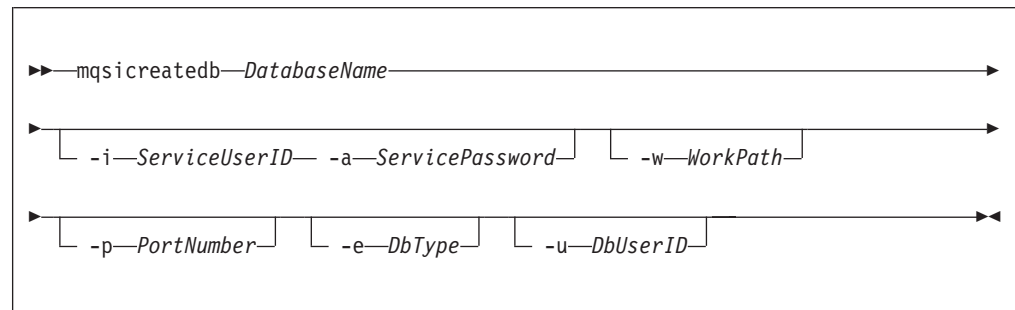 mqsicreatedb DatabaseName
-i ServiceUserID -a ServicePassword -w WorkPath
-p PortNumber -e DbType -u DbUserID